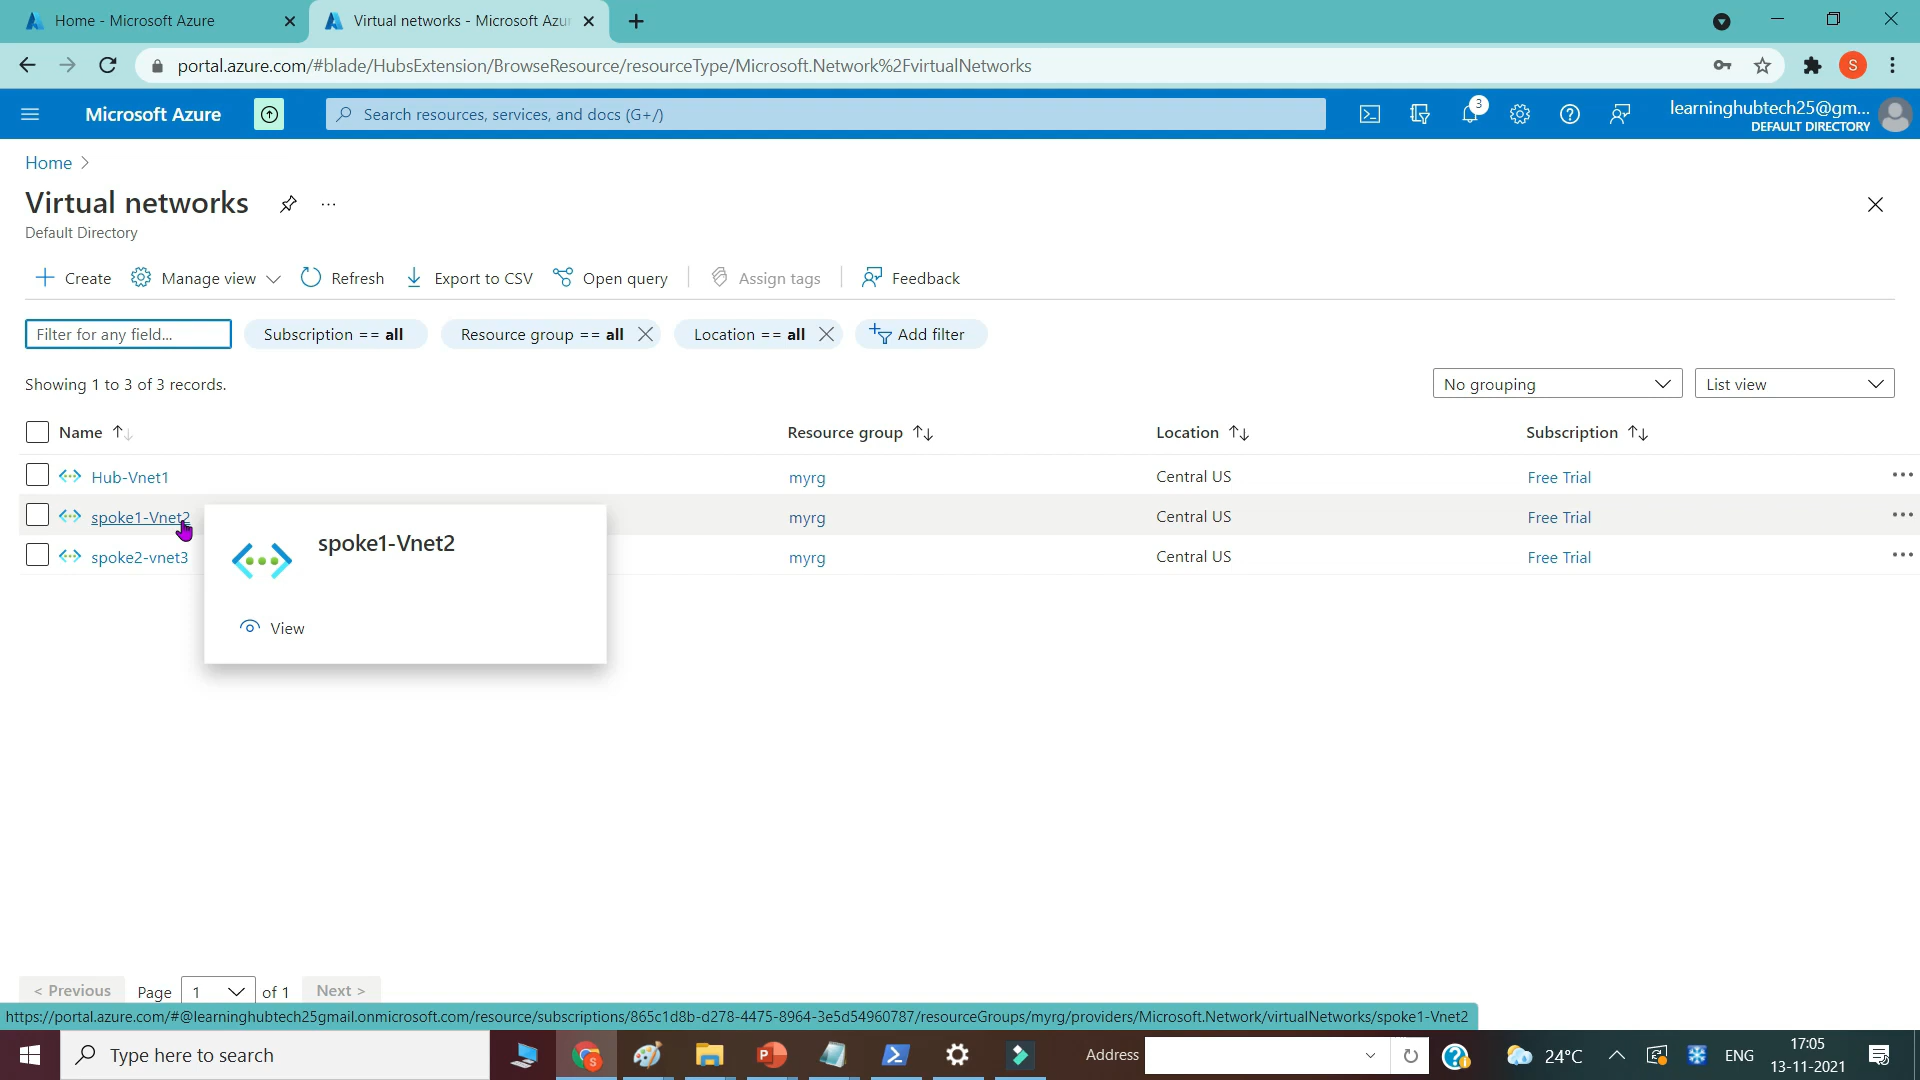 Home - Microsoft Azure
Virtual networks - Microsoft Azu
portal.azure.com/#blade/HubsExtension/BrowseResource/resourceType/Microsoft.Network%2FvirtualNetworks
S
Microsoft Azure
Search resources, services, and docs (G+/)
3
learninghubtech25@gm...
DEFAULT DIRECTORY
Home
Virtual networks
Default Directory
Create
Manage view
Refresh
Export to CSV
Open query
Assign tags
Feedback
Filter for any field...
Subscription == all
Resource group == all
Location == all
Add filter
Showing 1 to 3 of 3 records.
No grouping
List view
Name
Resource group
Location
Subscription
Hub-Vnet1
myrg
Central US
Free Trial
spoke1-Vnet2
myrg
Central US
Free Trial
spoke2-vnet3
myrg
Central US
Free Trial
spoke1-Vnet2
View
< Previous
Page
1
of 1
Next >
https://portal.azure.com/#@learninghubtech25gmail.onmicrosoft.com/resource/subscriptions/865c1d8b-d278-4475-8964-3e5d54960787/resourceGroups/myrg/providers/Microsoft.Network/virtualNetworks/spoke1-Vnet2
Type here to search
Address
24°C
ENG
17:05
13-11-2021